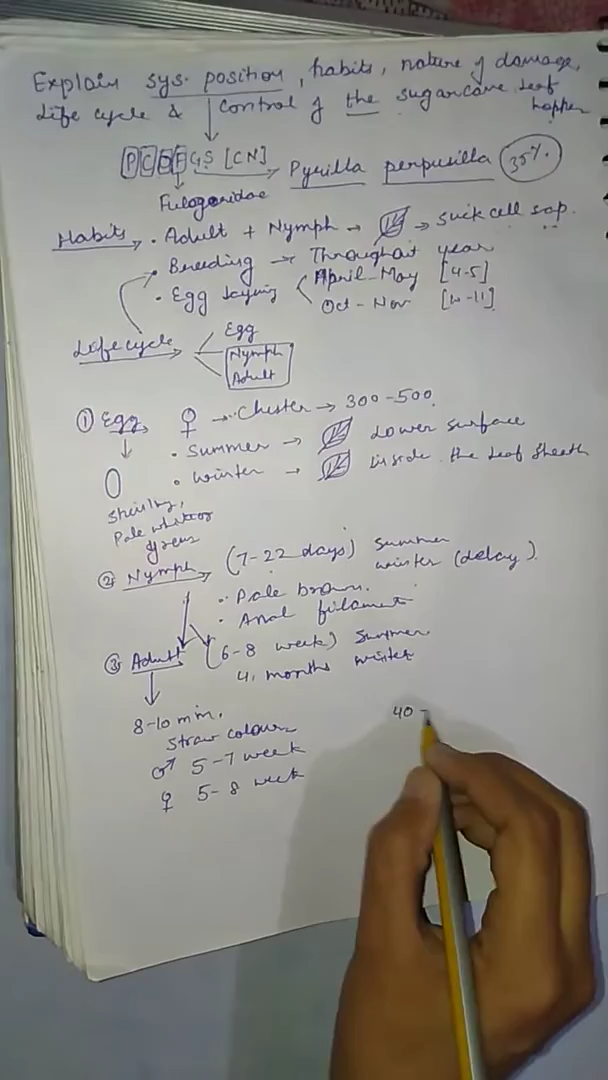 Explain sys. position, habits, nature of damage,
Life cycle & control of the sugarcane leaf
hopper
PCOFGS [CN]
Pyrilla perpusilla 35%
Fulogoridae
Habits → • Adult + Nymph → → suck cell sap.
• Breeding → Throughout year
• Egg laying April-May [4-5]
Oct - Nov [10-11]
Life cycle → Egg
Nymph
Adult
① Egg → ♀ → • Chester → 300-500.
• Summer → Lower surface
• Winter → inside the leaf sheath
Shining,
Pale whitish
green
② Nymph → (7-22 days) Summer
winter (delay)
• Pale brown.
• Anal filament
(6-8 week) Summer
4. months winter
③ Adult
8-10 mm.
Straw colour
♂ 5-7 week
♀ 5-8 week
40 -